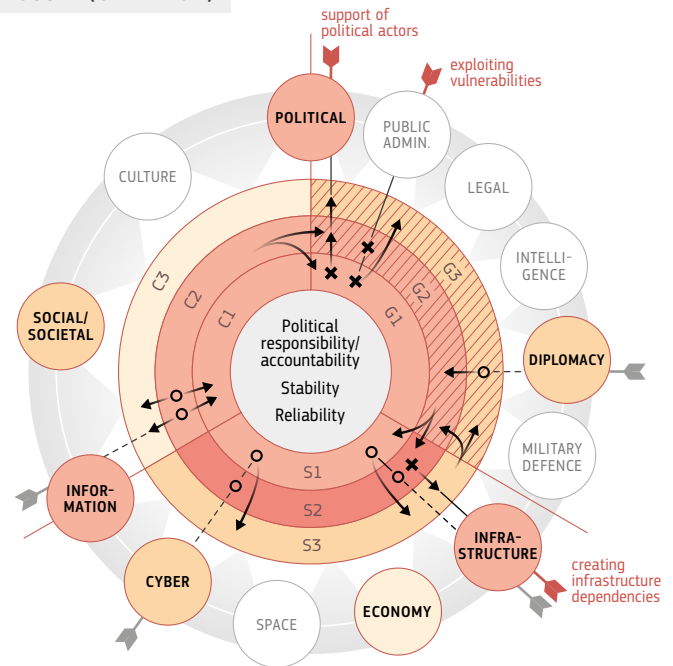 support of
political actors
exploiting
vulnerabilities
POLITICAL
PUBLIC
ADMIN.
CULTURE
LEGAL
INTELLI-
GENCE
SOCIAL/
SOCIETAL
DIPLOMACY
MILITARY
DEFENCE
C3
C2
C1
G1
G2
G3
Political
responsibility/
accountability
Stability
Reliability
S1
S2
S3
INFOR-
MATION
INFRA-
STRUCTURE
CYBER
SPACE
ECONOMY
creating
infrastructure
dependencies